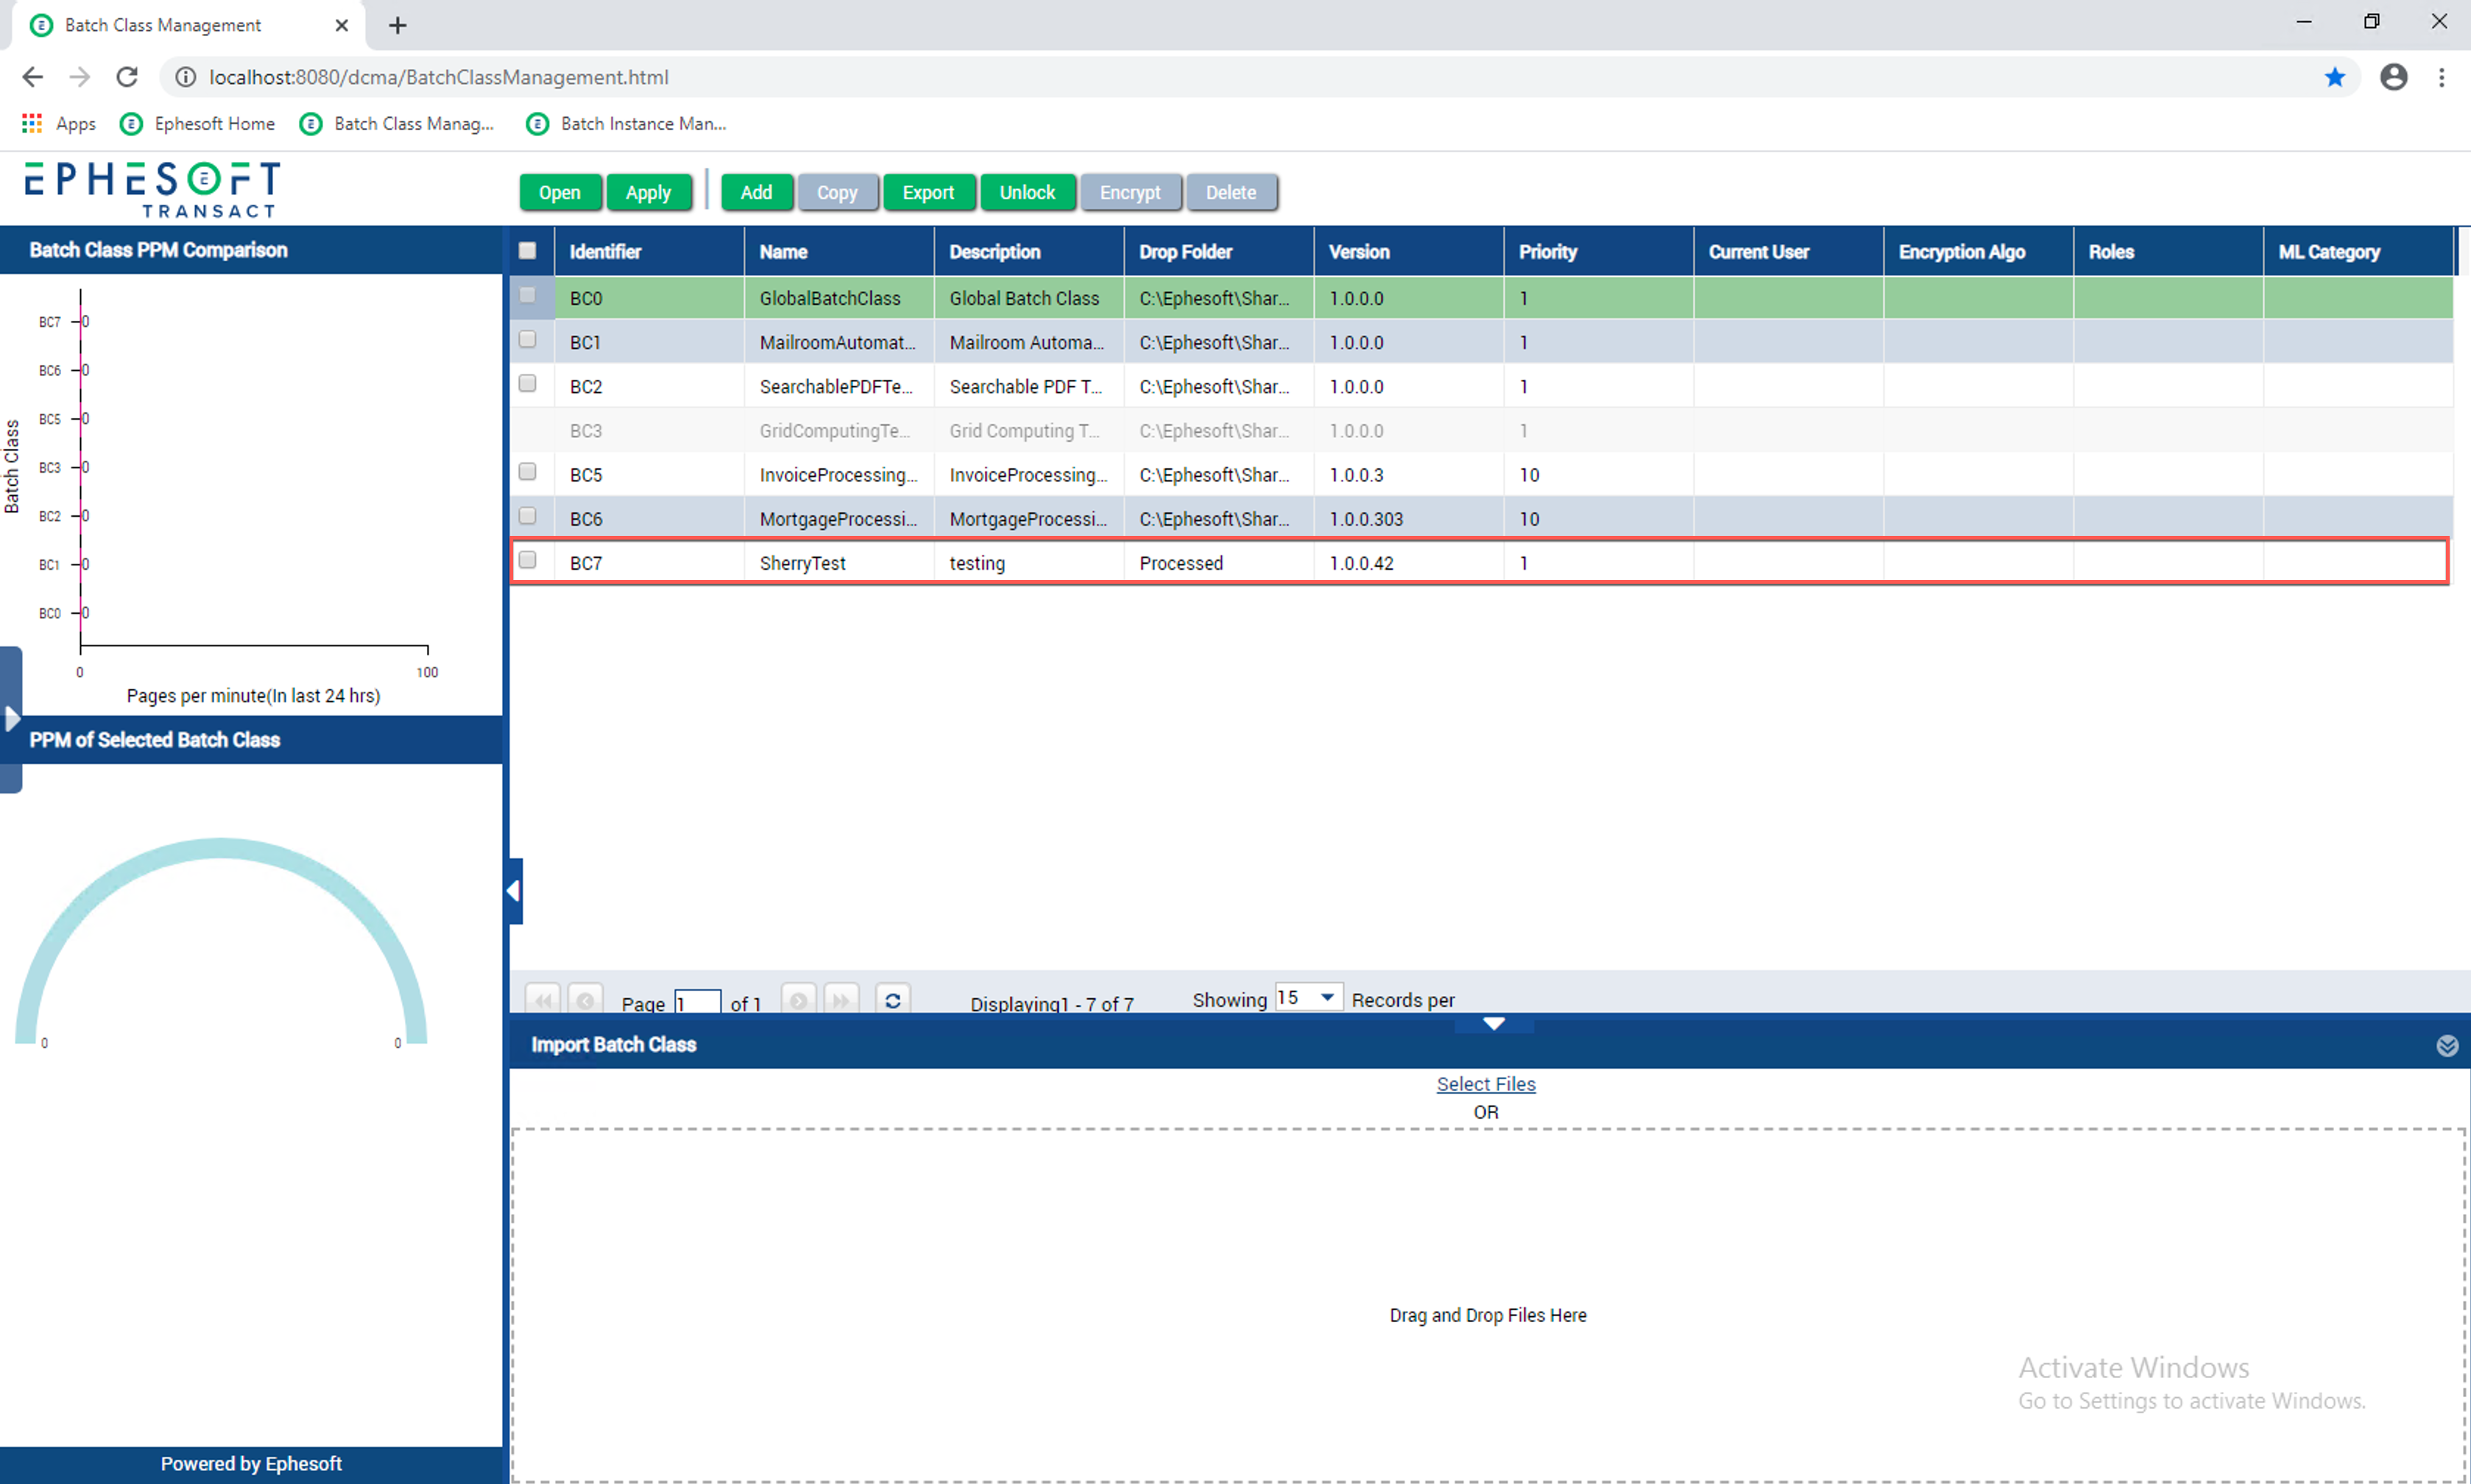 Batch Class Management
localhost:8080/dcma/BatchClassManagement.html
Apps Ephesoft Home Batch Class Manag... Batch Instance Man...
EPHESOFT
TRANSACT
Open Apply Add Copy Export Unlock Encrypt Delete
Batch Class PPM Comparison
Batch Class
BC7 0
BC6 0
BC5 0
BC3 0
BC2 0
BC1 0
BC0 0
0 100
Pages per minute(In last 24 hrs)
PPM of Selected Batch Class
0 0
Powered by Ephesoft
Identifier Name Description Drop Folder Version Priority Current User Encryption Algo Roles ML Category
BC0 GlobalBatchClass Global Batch Class C:\Ephesoft\Shar... 1.0.0.0 1
BC1 MailroomAutomat... Mailroom Automa... C:\Ephesoft\Shar... 1.0.0.0 1
BC2 SearchablePDFTe... Searchable PDF T... C:\Ephesoft\Shar... 1.0.0.0 1
BC3 GridComputingTe... Grid Computing T... C:\Ephesoft\Shar... 1.0.0.0 1
BC5 InvoiceProcessing... InvoiceProcessing... C:\Ephesoft\Shar... 1.0.0.3 10
BC6 MortgageProcessi... MortgageProcessi... C:\Ephesoft\Shar... 1.0.0.303 10
BC7 SherryTest testing Processed 1.0.0.42 1
Page 1 of 1 Displaying1 - 7 of 7 Showing 15 Records per
Import Batch Class
Select Files
OR
Drag and Drop Files Here
Activate Windows
Go to Settings to activate Windows.